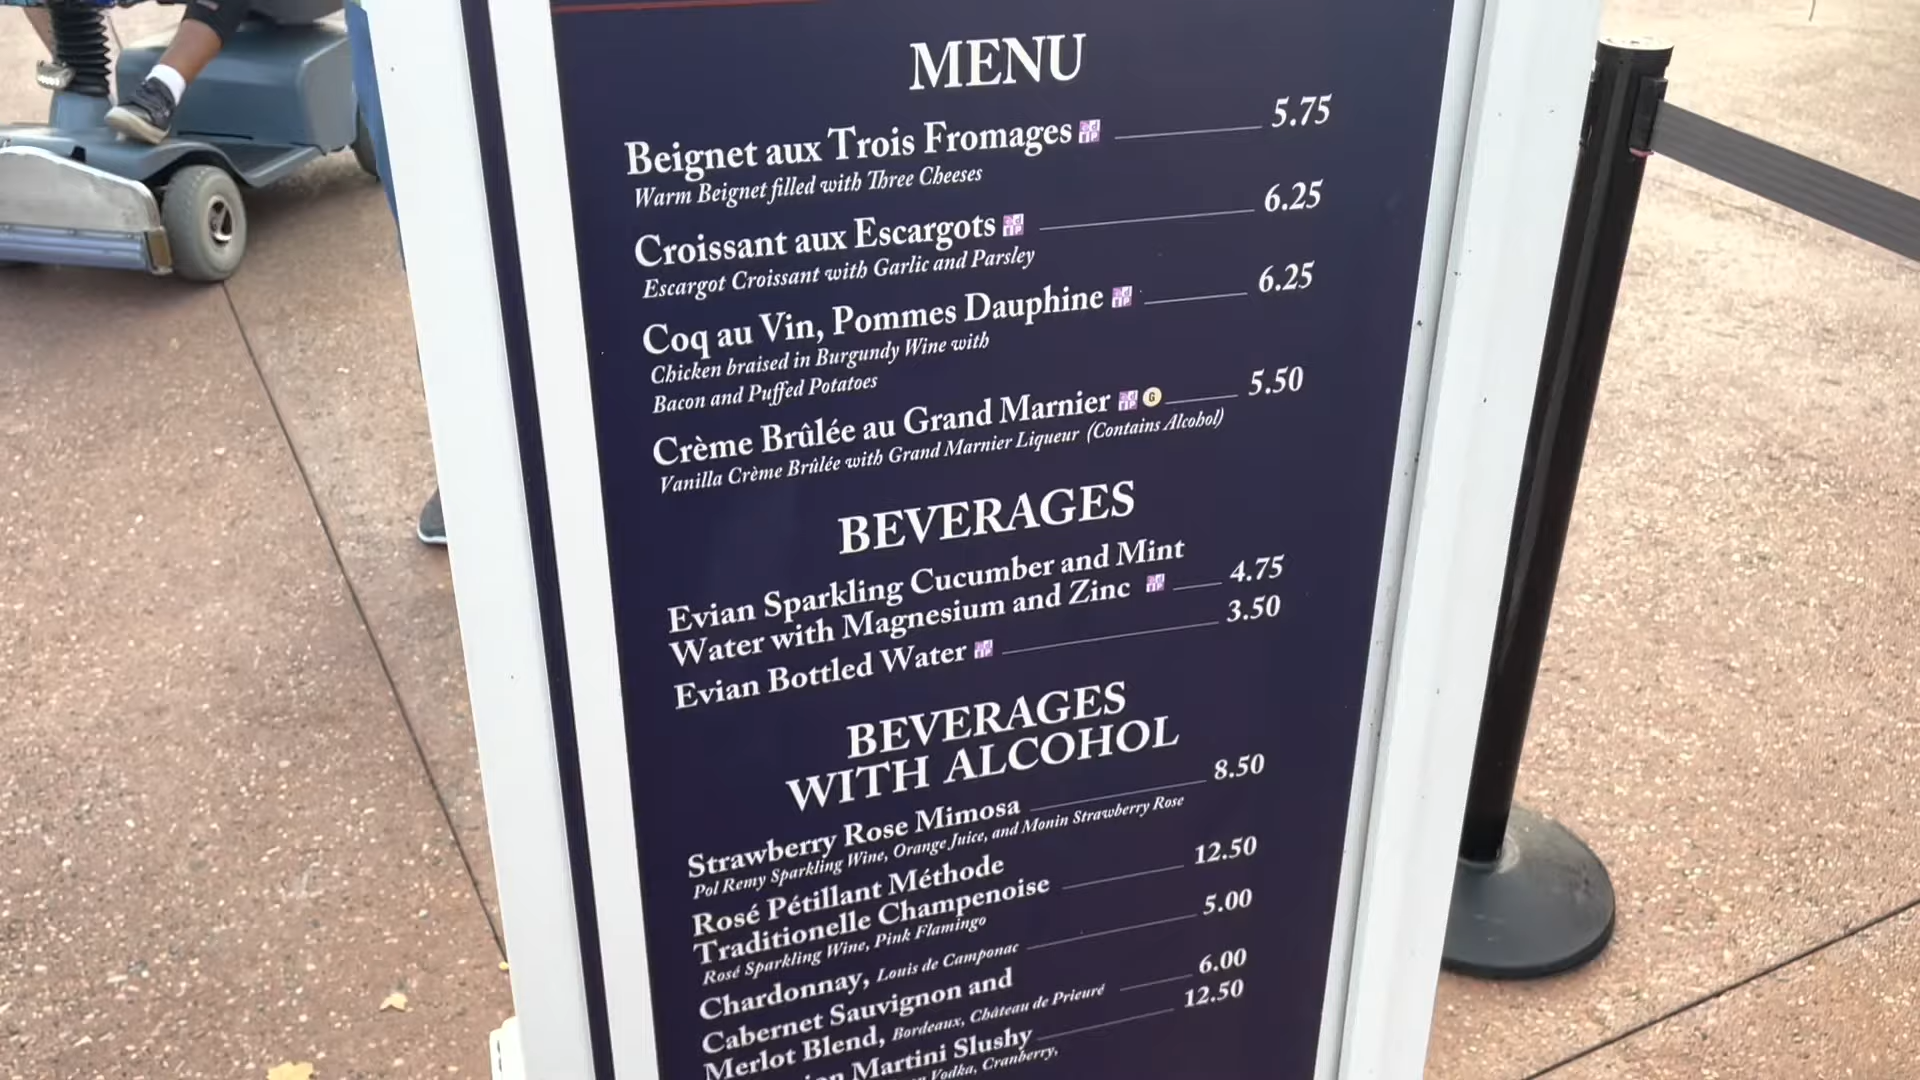 MENU
Beignet aux Trois Fromages 5.75
Warm Beignet filled with Three Cheeses
Croissant aux Escargots 6.25
Escargot Croissant with Garlic and Parsley
Coq au Vin, Pommes Dauphine 6.25
Chicken braised in Burgundy Wine with
Bacon and Puffed Potatoes
Crème Brûlée au Grand Marnier G 5.50
Vanilla Crème Brûlée with Grand Marnier Liqueur (Contains Alcohol)
BEVERAGES
Evian Sparkling Cucumber and Mint
Water with Magnesium and Zinc 4.75
Evian Bottled Water 3.50
BEVERAGES
WITH ALCOHOL
Strawberry Rose Mimosa 8.50
Pol Remy Sparkling Wine, Orange Juice, and Monin Strawberry Rose
Rosé Pétillant Méthode
Traditionelle Champenoise 12.50
Rosé Sparkling Wine, Pink Flamingo
Chardonnay, Louis de Camponac 5.00
Cabernet Sauvignon and
Merlot Blend, Bordeaux, Château de Prieuré 6.00
Martini Slushy 12.50
Vodka, Cranberry,